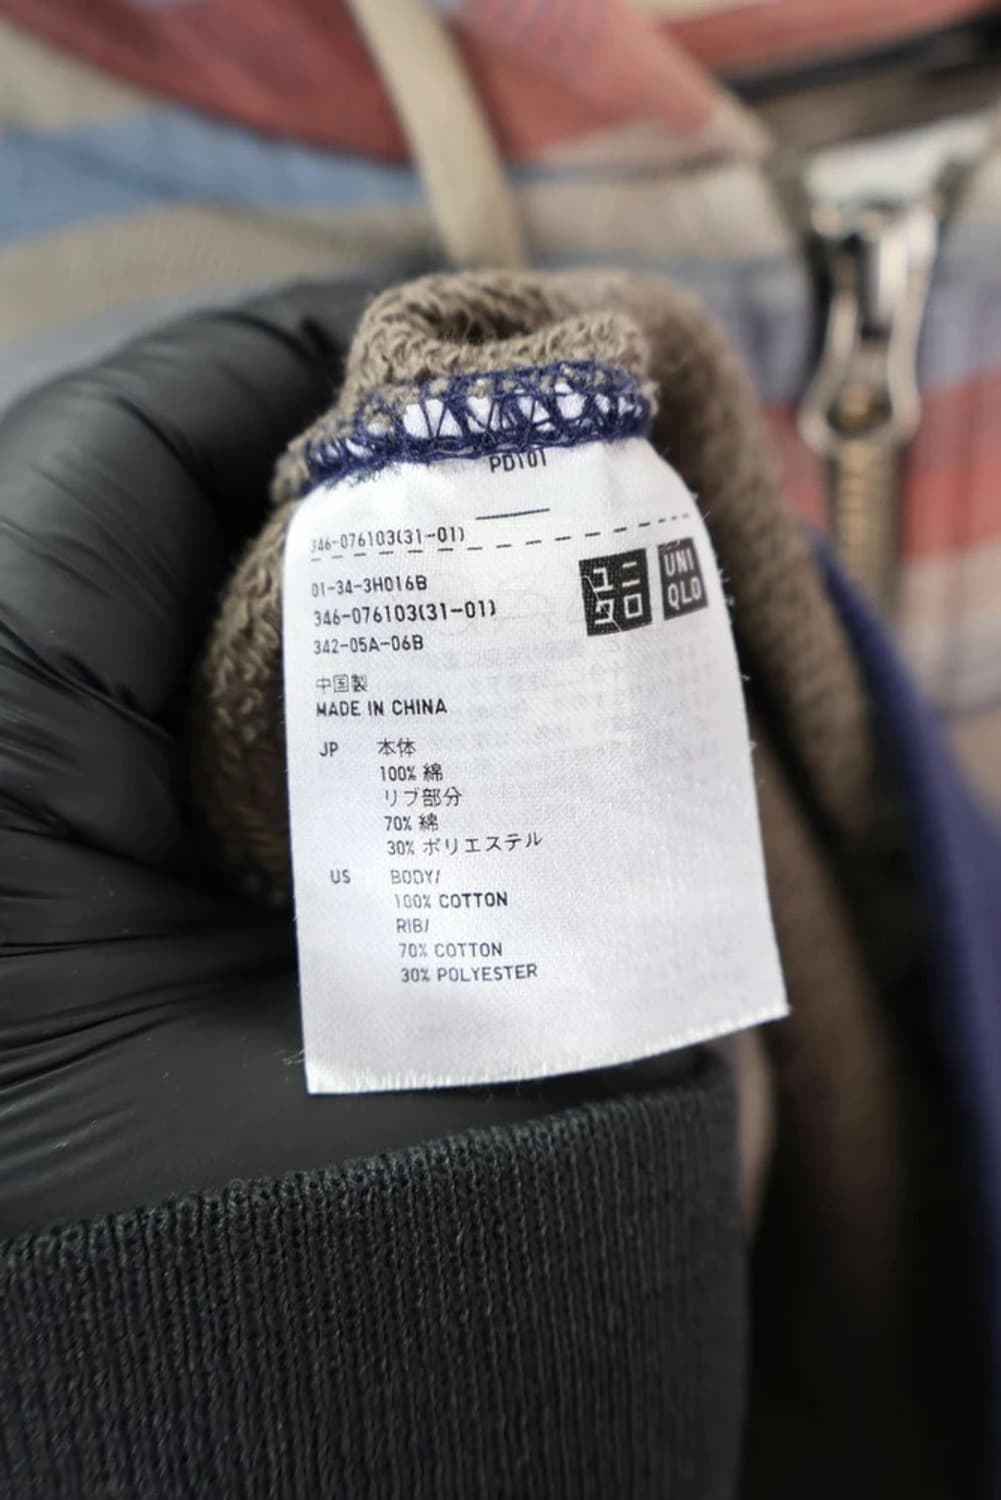 PD101
346-076103(31-01)
01-34-3H016B
346-076103(31-01)
342-05A-06B
ユニクロ
UNI
QLO
中国製
MADE IN CHINA
JP 本体
100% 綿
リブ部分
70% 綿
30% ポリエステル
US BODY/
100% COTTON
RIB/
70% COTTON
30% POLYESTER